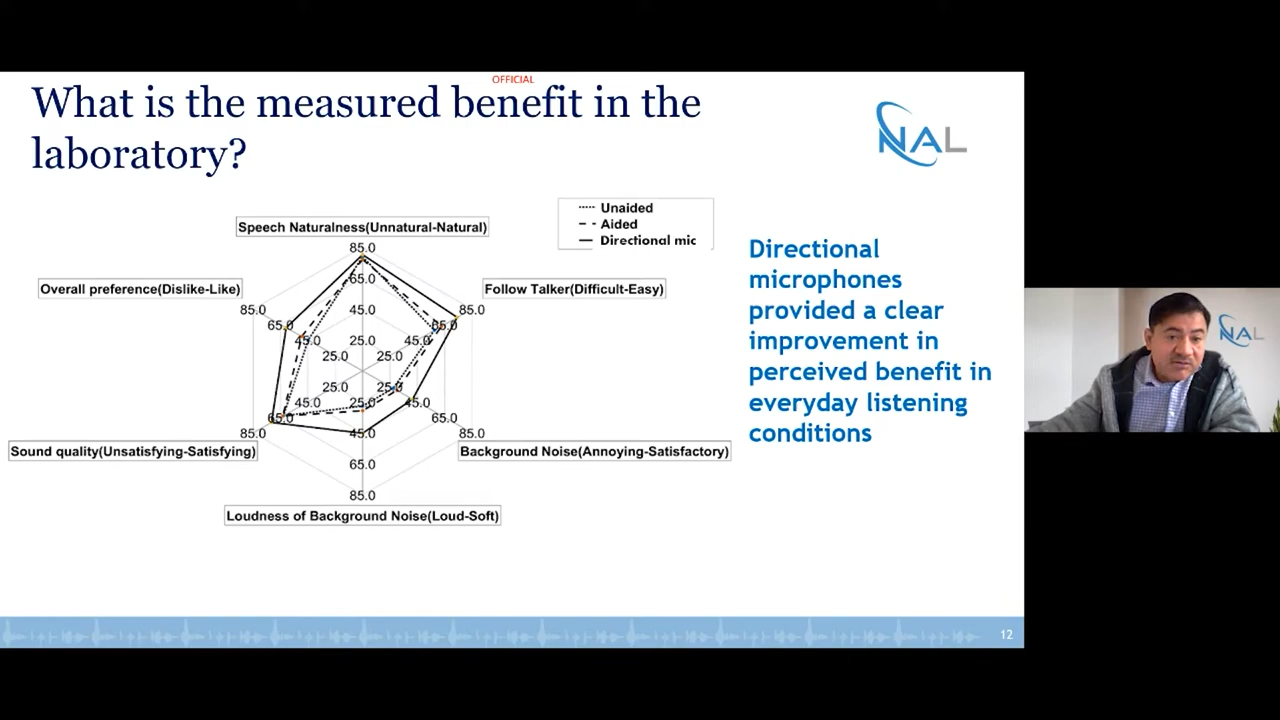 OFFICIAL
What is the measured benefit in the
laboratory?
NAL
Unaided
Aided
Directional mic
Speech Naturalness(Unnatural-Natural)
Overall preference(Dislike-Like)
Follow Talker(Difficult-Easy)
85.0
65.0
45.0
25.0
85.0
65.0
45.0
25.0
85.0
65.0
45.0
25.0
25.0
45.0
65.0
85.0
25.0
45.0
65.0
85.0
25.0
45.0
65.0
85.0
Sound quality(Unsatisfying-Satisfying)
Background Noise(Annoying-Satisfactory)
Loudness of Background Noise(Loud-Soft)
Directional
microphones
provided a clear
improvement in
perceived benefit in
everyday listening
conditions
NAL
12